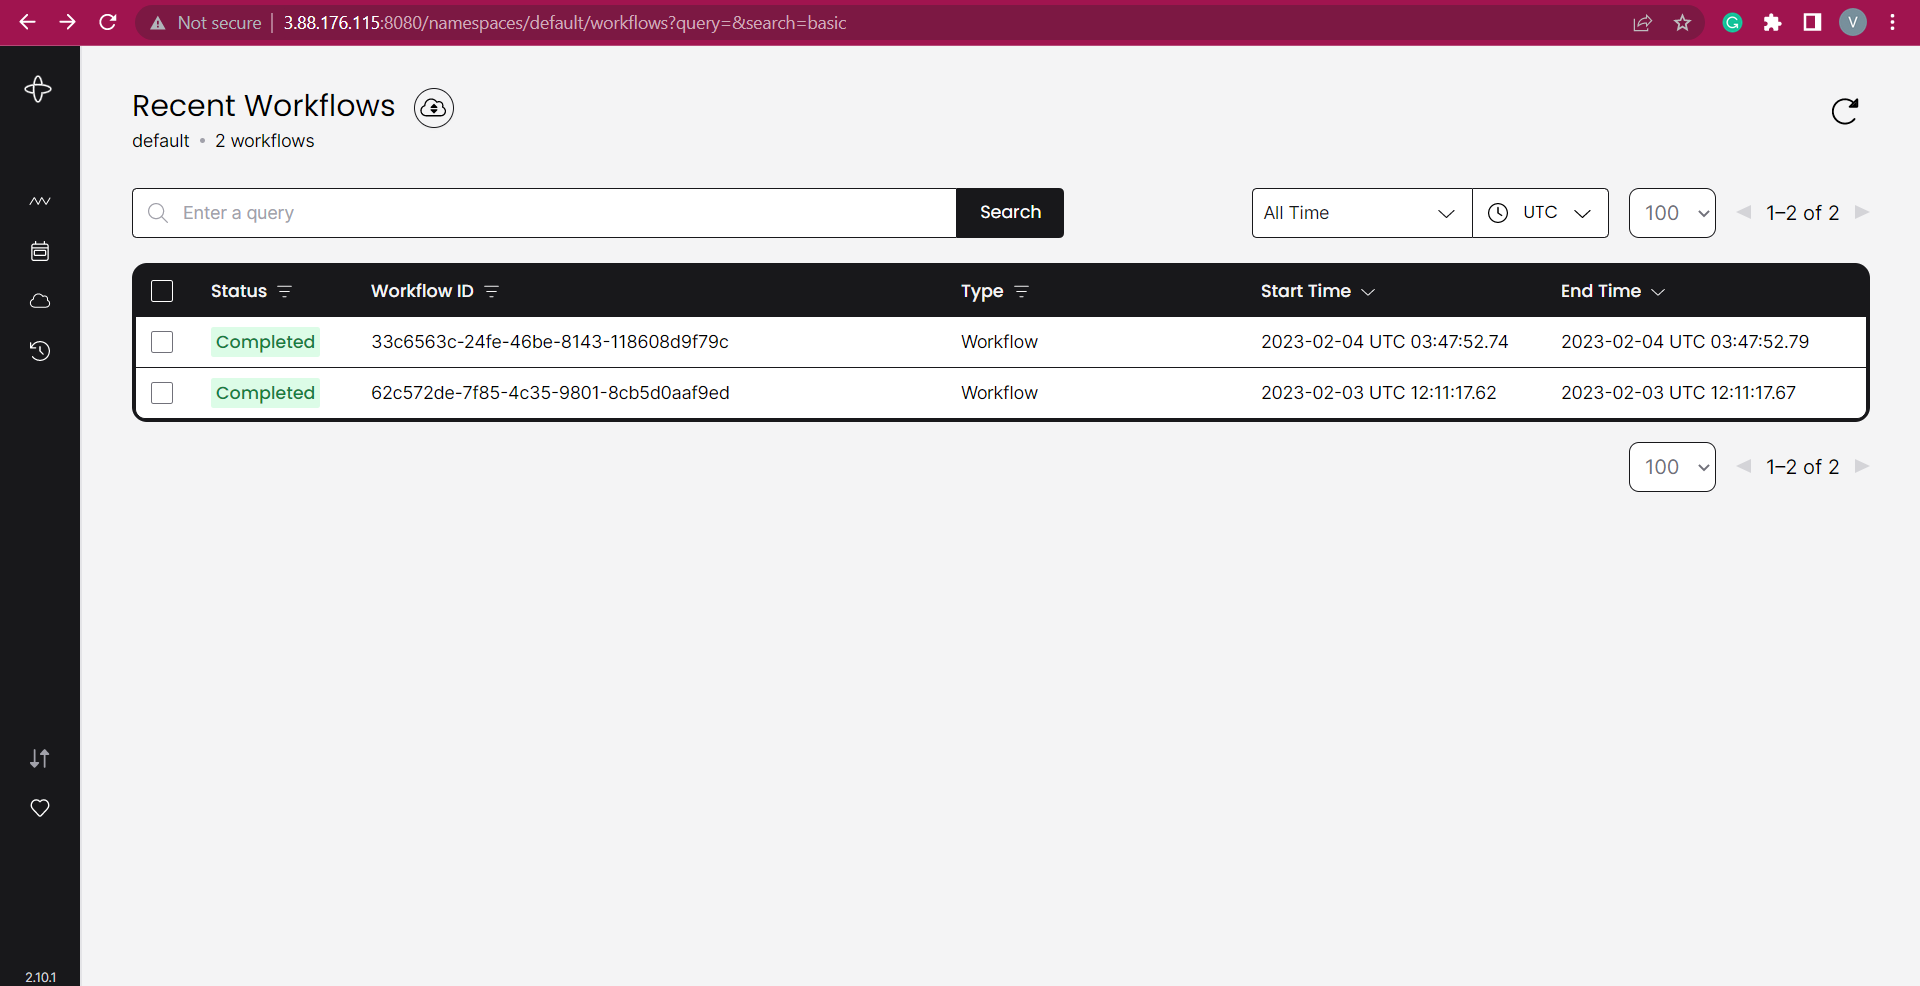 Not secure | 3.88.176.115:8080/namespaces/default/workflows?query=&search=basic
V
Recent Workflows
default • 2 workflows
Enter a query Search All Time UTC 100 1–2 of 2
Status Workflow ID Type Start Time End Time
Completed 33c6563c-24fe-46be-8143-118608d9f79c Workflow 2023-02-04 UTC 03:47:52.74 2023-02-04 UTC 03:47:52.79
Completed 62c572de-7f85-4c35-9801-8cb5d0aaf9ed Workflow 2023-02-03 UTC 12:11:17.62 2023-02-03 UTC 12:11:17.67
100 1–2 of 2
2.10.1